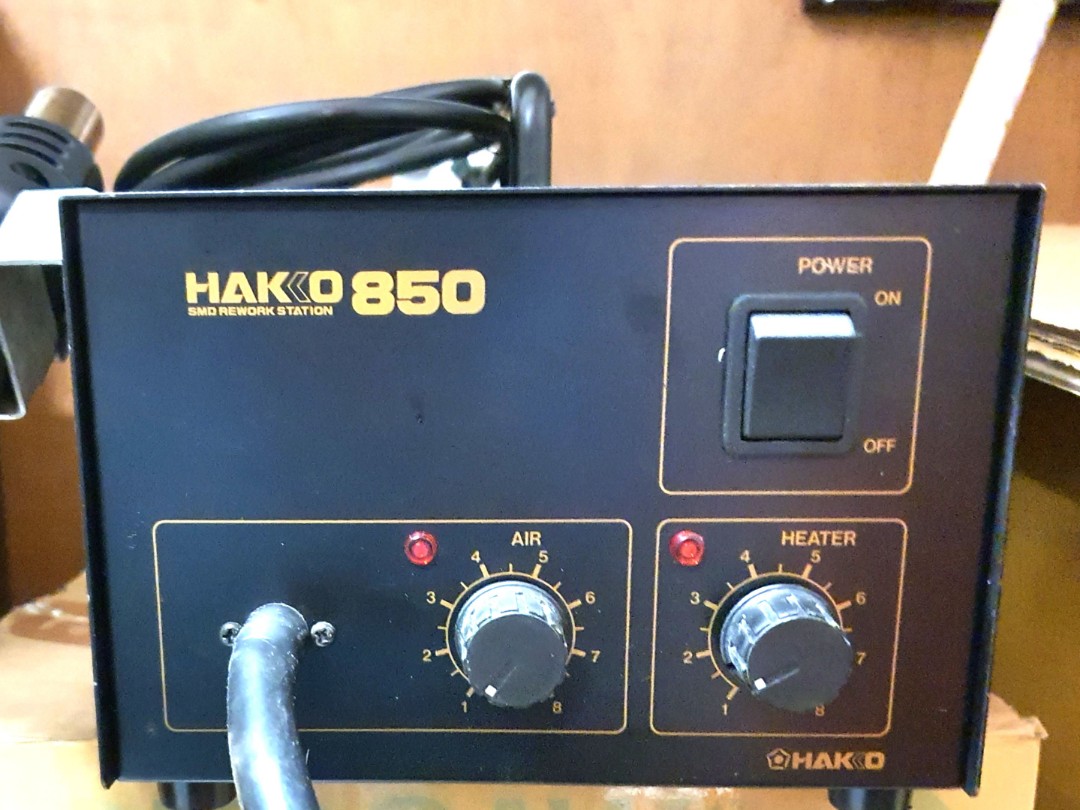 HAKKO 850
SMD REWORK STATION
POWER
ON
OFF
AIR
1 2 3 4 5 6 7 8
HEATER
1 2 3 4 5 6 7 8
HAKKO